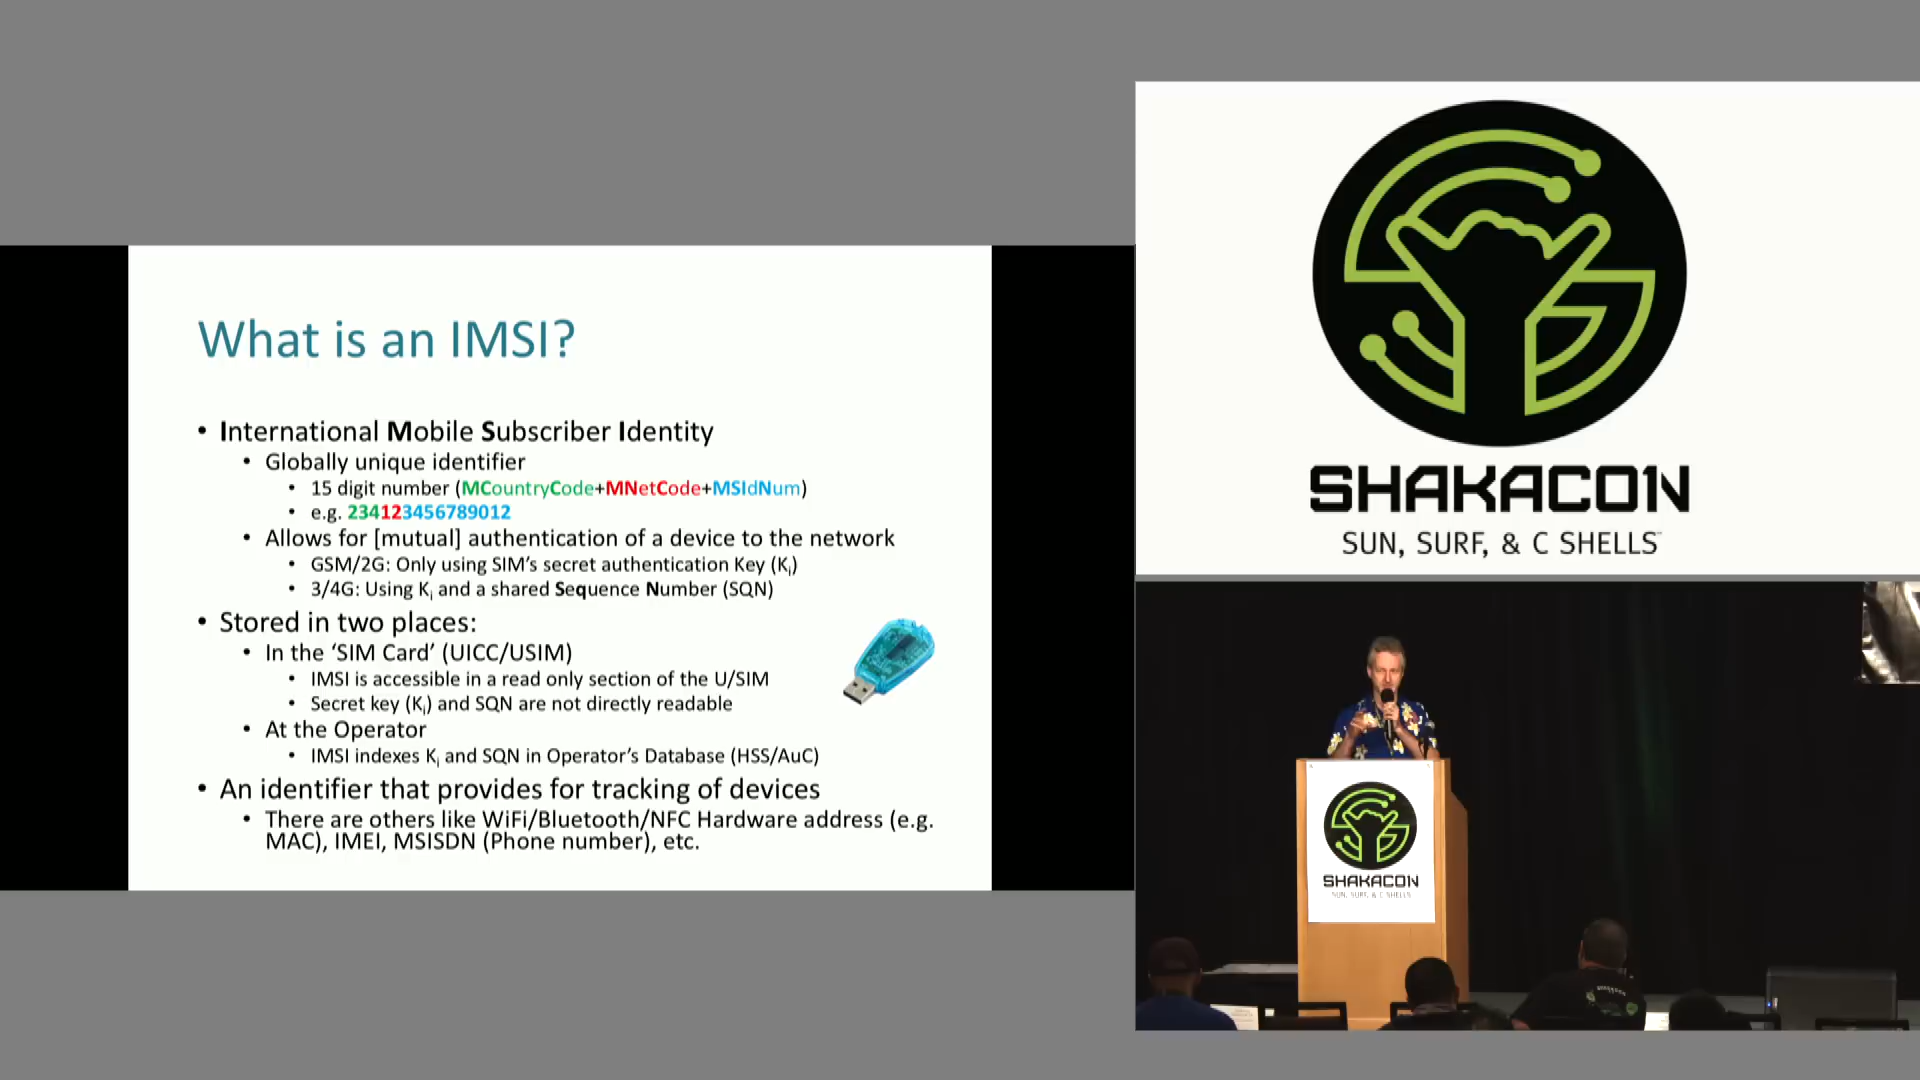 What is an IMSI?
• International Mobile Subscriber Identity
• Globally unique identifier
• 15 digit number (MCountryCode+MNetCode+MSIdNum)
• e.g. 234123456789012
• Allows for [mutual] authentication of a device to the network
• GSM/2G: Only using SIM's secret authentication Key (Ki)
• 3/4G: Using Ki and a shared Sequence Number (SQN)
• Stored in two places:
• In the ‘SIM Card’ (UICC/USIM)
• IMSI is accessible in a read only section of the U/SIM
• Secret key (Ki) and SQN are not directly readable
• At the Operator
• IMSI indexes Ki and SQN in Operator's Database (HSS/AuC)
• An identifier that provides for tracking of devices
• There are others like WiFi/Bluetooth/NFC Hardware address (e.g.
MAC), IMEI, MSISDN (Phone number), etc.
SHAKACON
SUN, SURF, & C SHELLS
SHAKACON
SUN, SURF, & C SHELLS